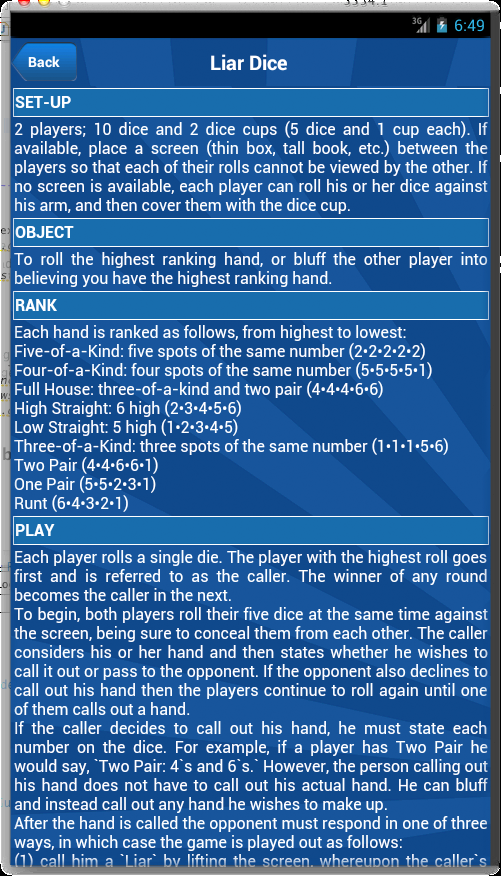 3G 6:49
Back
Liar Dice
SET-UP
2 players; 10 dice and 2 dice cups (5 dice and 1 cup each). If
available, place a screen (thin box, tall book, etc.) between the
players so that each of their rolls cannot be viewed by the other. If
no screen is available, each player can roll his or her dice against
his arm, and then cover them with the dice cup.
OBJECT
To roll the highest ranking hand, or bluff the other player into
believing you have the highest ranking hand.
RANK
Each hand is ranked as follows, from highest to lowest:
Five-of-a-Kind: five spots of the same number (2•2•2•2•2)
Four-of-a-Kind: four spots of the same number (5•5•5•5•1)
Full House: three-of-a-kind and two pair (4•4•4•6•6)
High Straight: 6 high (2•3•4•5•6)
Low Straight: 5 high (1•2•3•4•5)
Three-of-a-Kind: three spots of the same number (1•1•1•5•6)
Two Pair (4•4•6•6•1)
One Pair (5•5•2•3•1)
Runt (6•4•3•2•1)
PLAY
Each player rolls a single die. The player with the highest roll goes
first and is referred to as the caller. The winner of any round
becomes the caller in the next.
To begin, both players roll their five dice at the same time against
the screen, being sure to conceal them from each other. The caller
considers his or her hand and then states whether he wishes to
call it out or pass to the opponent. If the opponent also declines to
call out his hand then the players continue to roll again until one
of them calls out a hand.
If the caller decides to call out his hand, he must state each
number on the dice. For example, if a player has Two Pair he
would say, `Two Pair: 4`s and 6`s.` However, the person calling out
his hand does not have to call out his actual hand. He can bluff
and instead call out any hand he wishes to make up.
After the hand is called the opponent must respond in one of three
ways, in which case the game is played out as follows:
(1) call him a `Liar` by lifting the screen, whereupon the caller`s